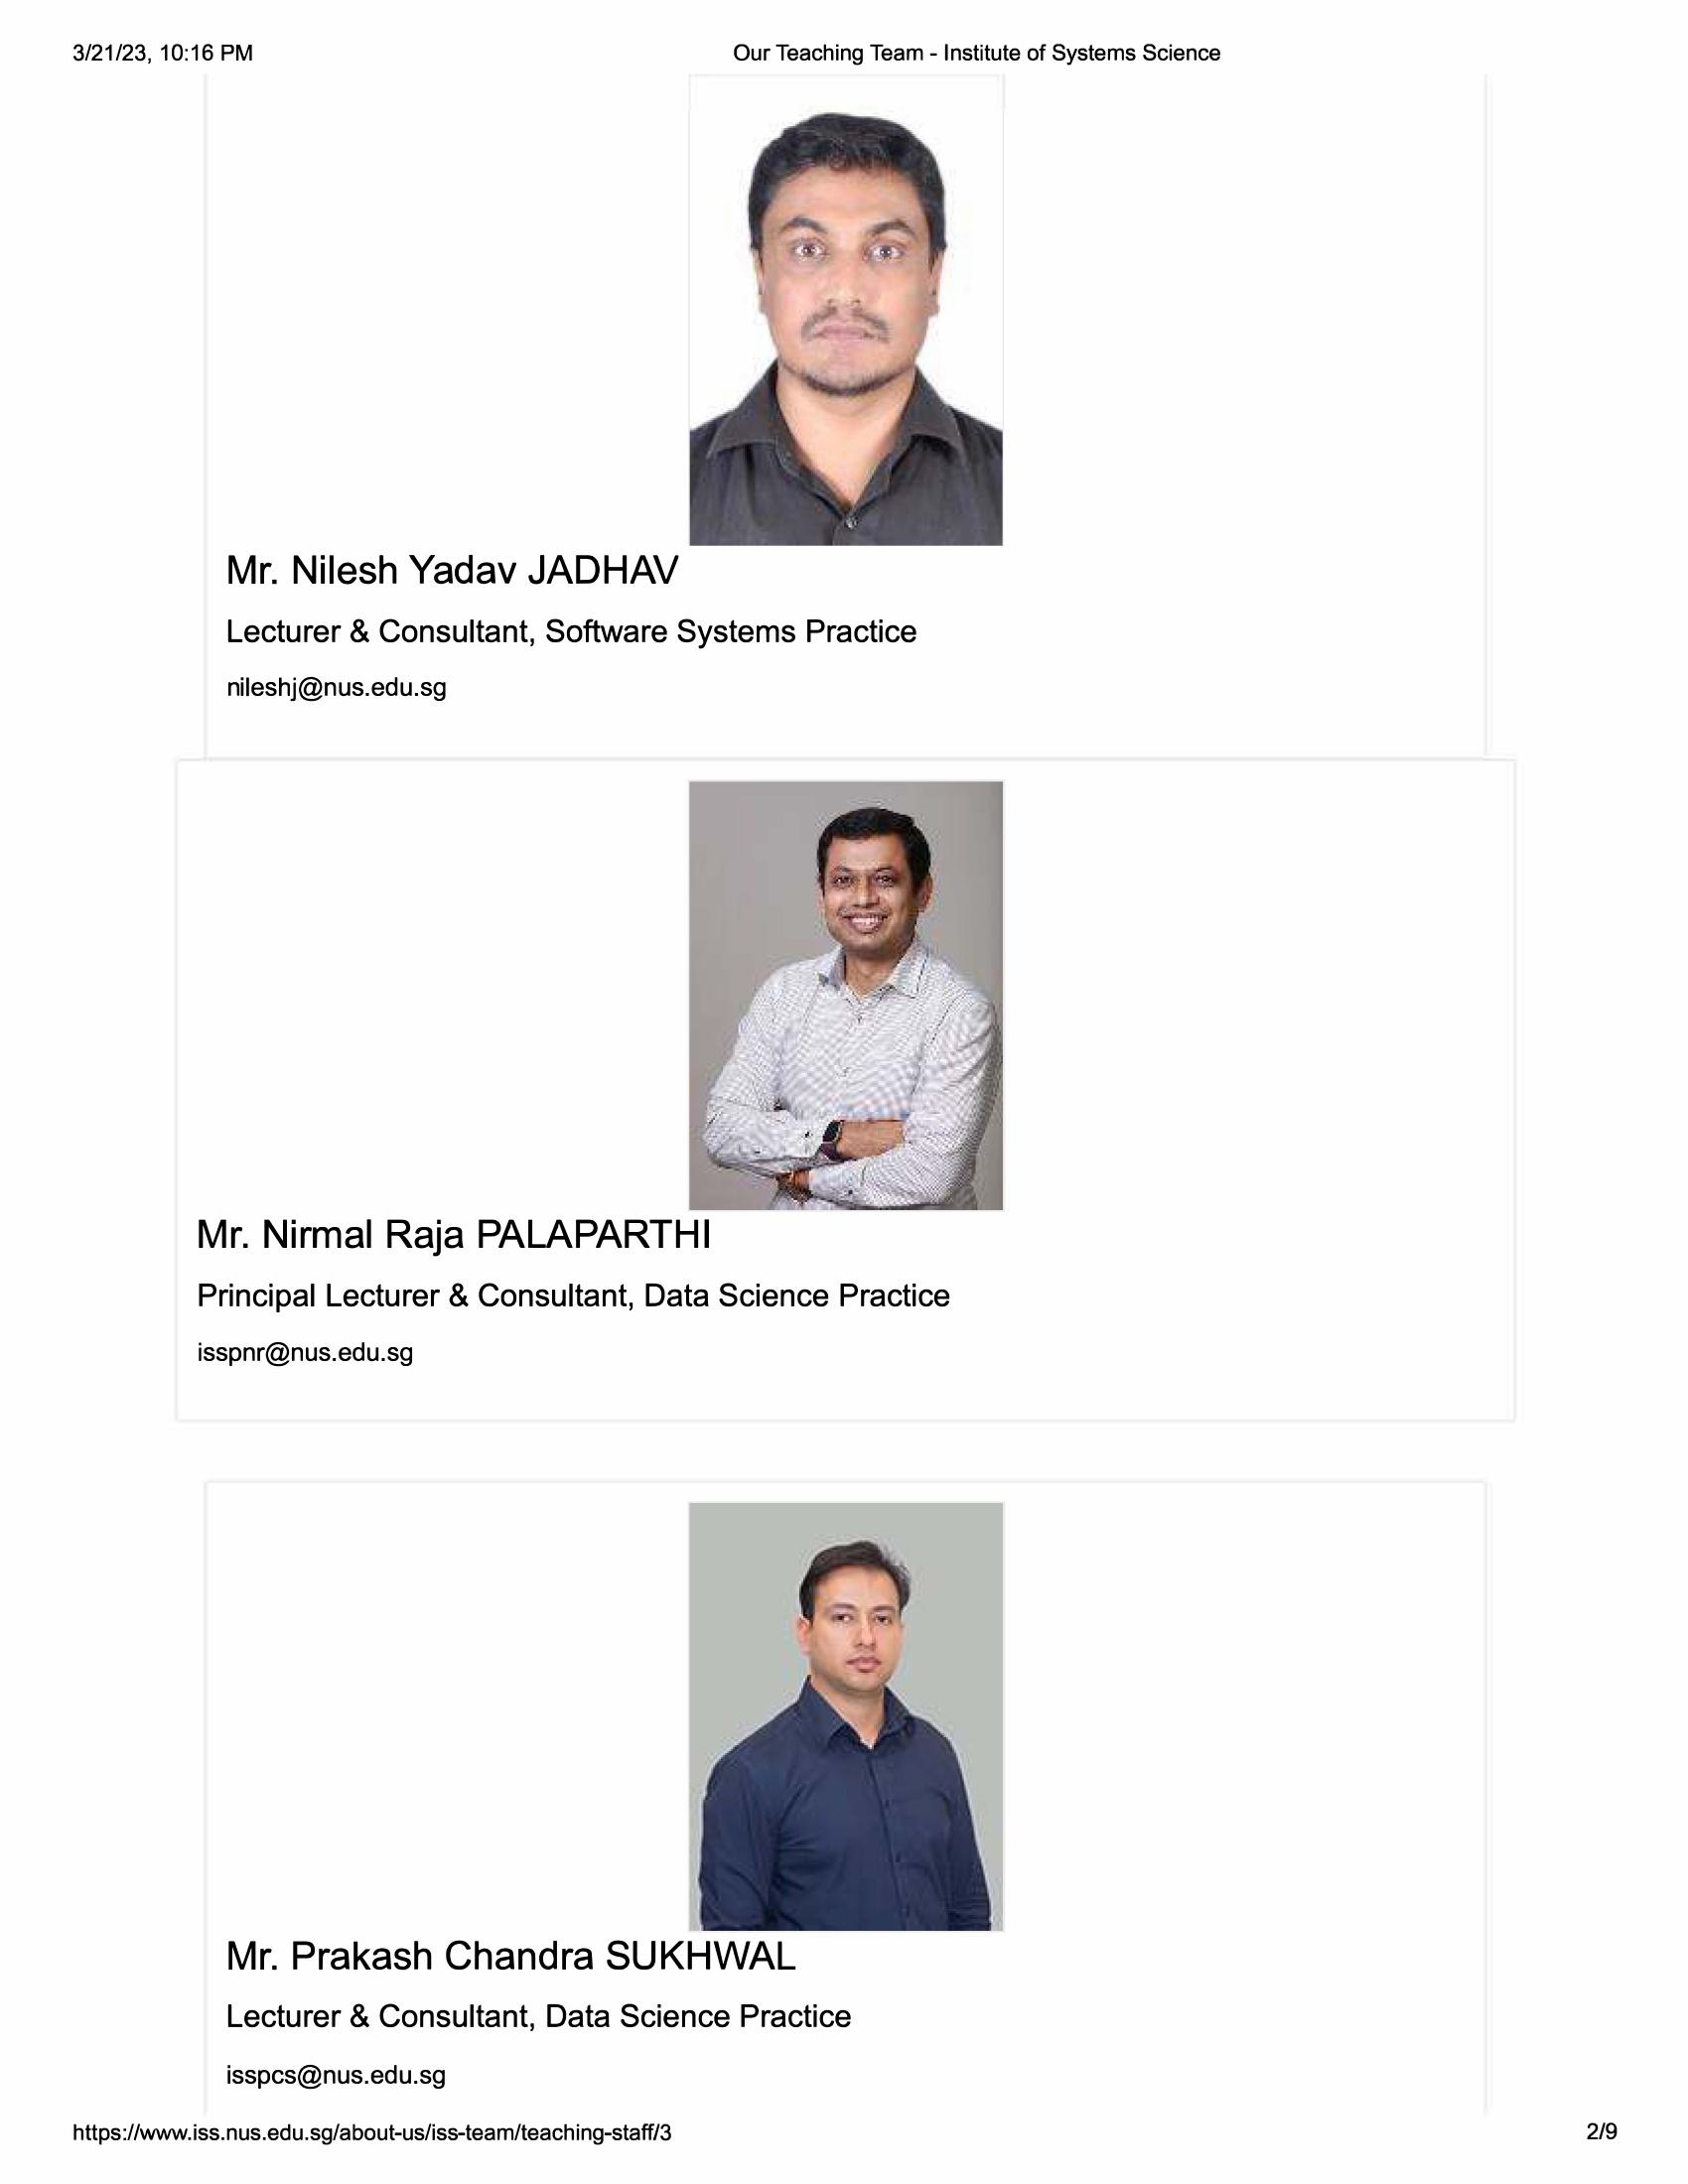 3/21/23, 10:16 PM
Our Teaching Team - Institute of Systems Science
Mr. Nilesh Yadav JADHAV
Lecturer & Consultant, Software Systems Practice
nileshj@nus.edu.sg
Mr. Nirmal Raja PALAPARTHI
Principal Lecturer & Consultant, Data Science Practice
isspnr@nus.edu.sg
Mr. Prakash Chandra SUKHWAL
Lecturer & Consultant, Data Science Practice
isspcs@nus.edu.sg
https://www.iss.nus.edu.sg/about-us/iss-team/teaching-staff/3
2/9